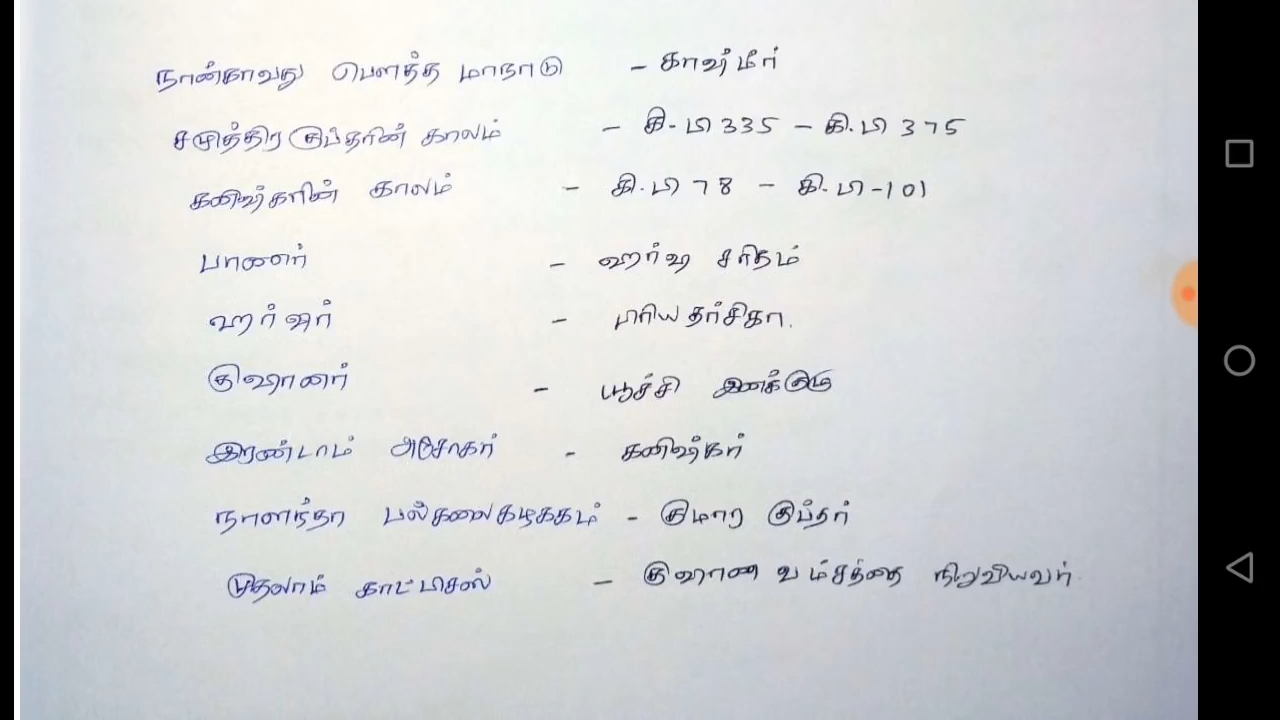 நான்காவது பௌத்த மாநாடு - காஷ்மீர்
சமுத்திர குப்தரின் காலம் - கி.பி 335 - கி.பி 375
கனிஷ்கரின் காலம் - கி.பி 78 - கி.பி - 101
பாணர் - ஹர்ஷ சரிதம்
ஹர்ஷர் - பிரிய தர்சிகா.
குஷாணர் - யூச்சி இனக்குழு
இரண்டாம் அசோகர் - கனிஷ்கர்
நாளந்தா பல்கலைகழகம் - குமார குப்தர்
முதலாம் காட்பிசஸ் - குஷாண வம்சத்தை நிறுவியவர்.